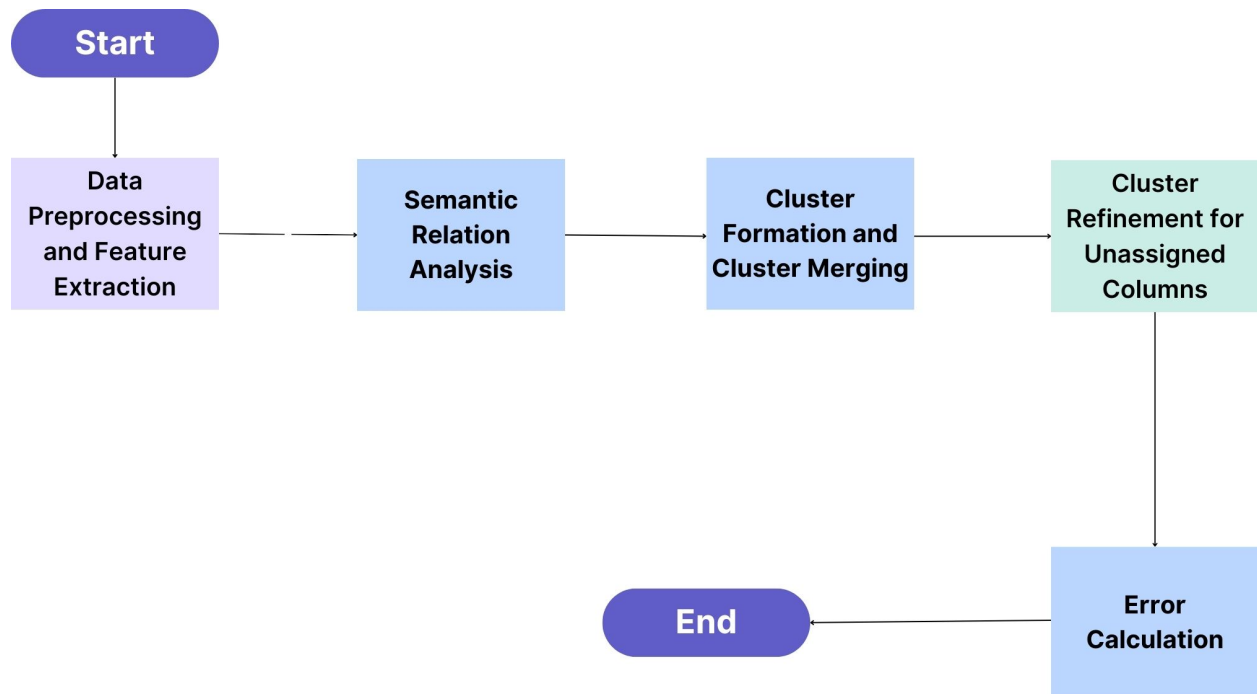 Start
Data
Preprocessing
and Feature
Extraction
Semantic
Relation
Analysis
Cluster
Formation and
Cluster Merging
Cluster
Refinement for
Unassigned
Columns
Error
Calculation
End